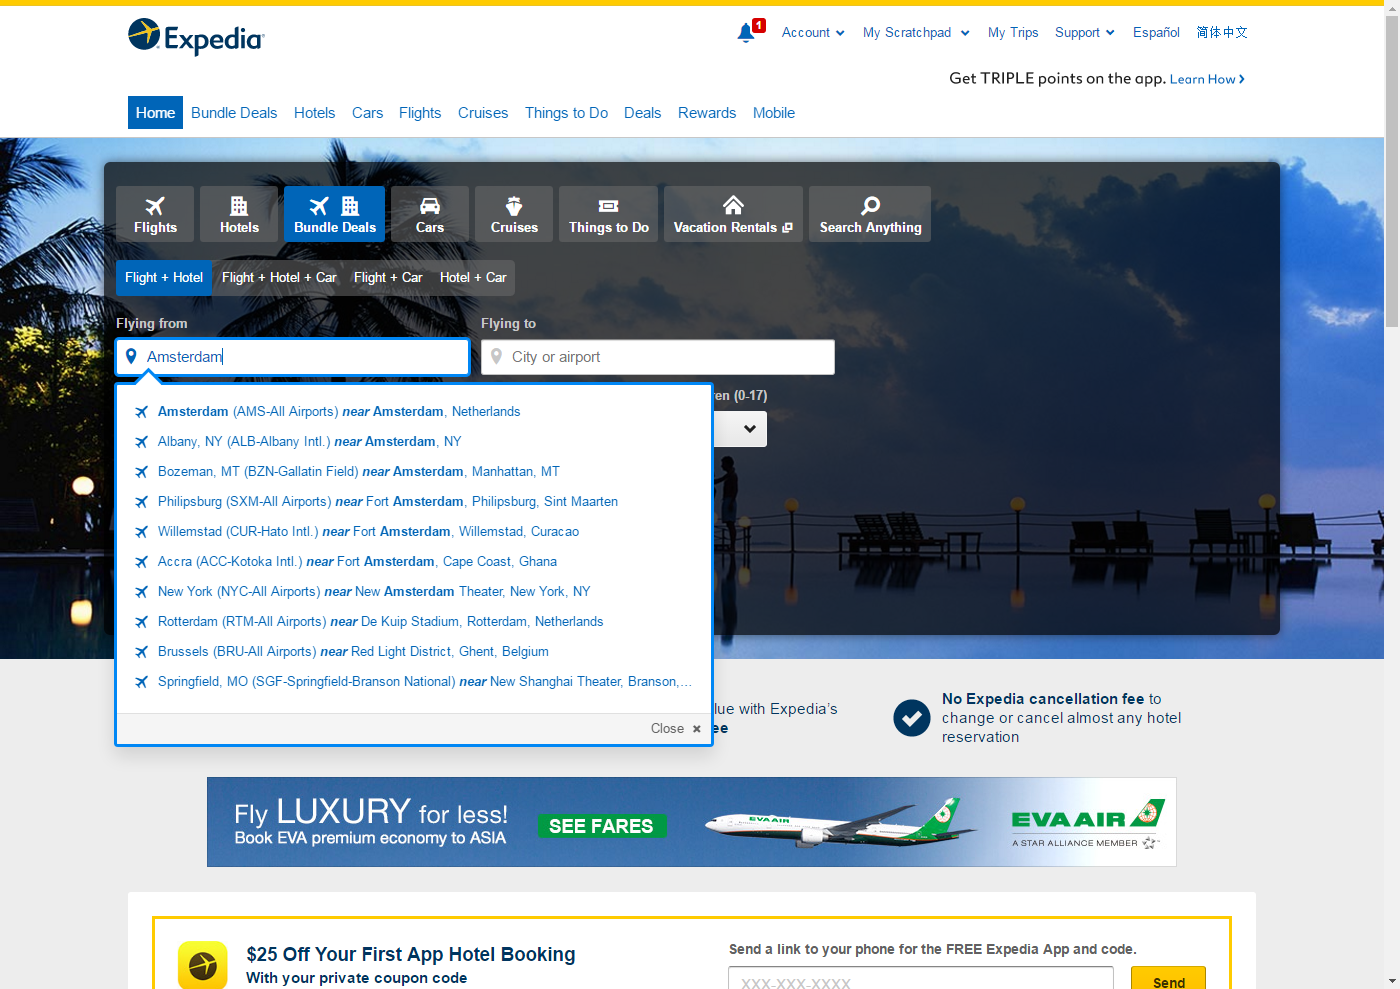 Expedia
1
Account
My Scratchpad
My Trips
Support
Español
简体中文
Get TRIPLE points on the app. Learn How
Home
Bundle Deals
Hotels
Cars
Flights
Cruises
Things to Do
Deals
Rewards
Mobile
Flights
Hotels
Bundle Deals
Cars
Cruises
Things to Do
Vacation Rentals
Search Anything
Flight + Hotel
Flight + Hotel + Car
Flight + Car
Hotel + Car
Flying from
Flying to
Amsterdam
City or airport
ren (0-17)
Amsterdam (AMS-All Airports) near Amsterdam, Netherlands
Albany, NY (ALB-Albany Intl.) near Amsterdam, NY
Bozeman, MT (BZN-Gallatin Field) near Amsterdam, Manhattan, MT
Philipsburg (SXM-All Airports) near Fort Amsterdam, Philipsburg, Sint Maarten
Willemstad (CUR-Hato Intl.) near Fort Amsterdam, Willemstad, Curacao
Accra (ACC-Kotoka Intl.) near Fort Amsterdam, Cape Coast, Ghana
New York (NYC-All Airports) near New Amsterdam Theater, New York, NY
Rotterdam (RTM-All Airports) near De Kuip Stadium, Rotterdam, Netherlands
Brussels (BRU-All Airports) near Red Light District, Ghent, Belgium
Springfield, MO (SGF-Springfield-Branson National) near New Shanghai Theater, Branson,...
Close
lue with Expedia's
ee
No Expedia cancellation fee to
change or cancel almost any hotel
reservation
Fly LUXURY for less!
Book EVA premium economy to ASIA
SEE FARES
EVA AIR
EVA AIR
A STAR ALLIANCE MEMBER
$25 Off Your First App Hotel Booking
With your private coupon code
Send a link to your phone for the FREE Expedia App and code.
XXX-XXX-XXXX
Send